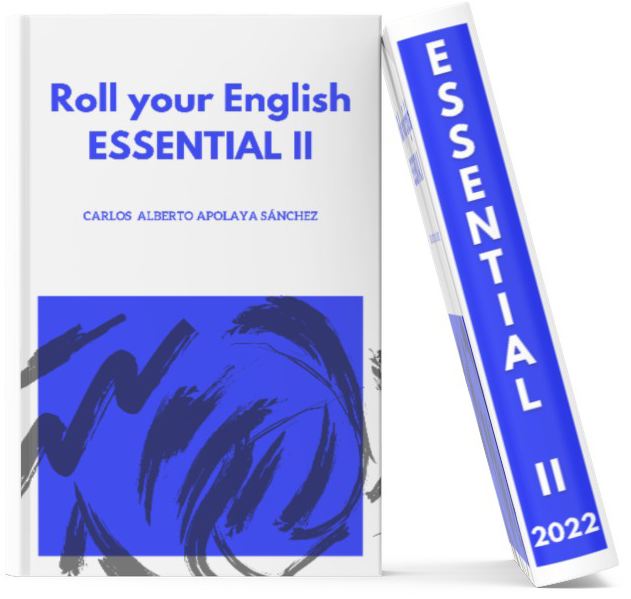 Roll your English
ESSENTIAL II
CARLOS ALBERTO APOLAYA SÁNCHEZ
ESSENTIAL II
2022